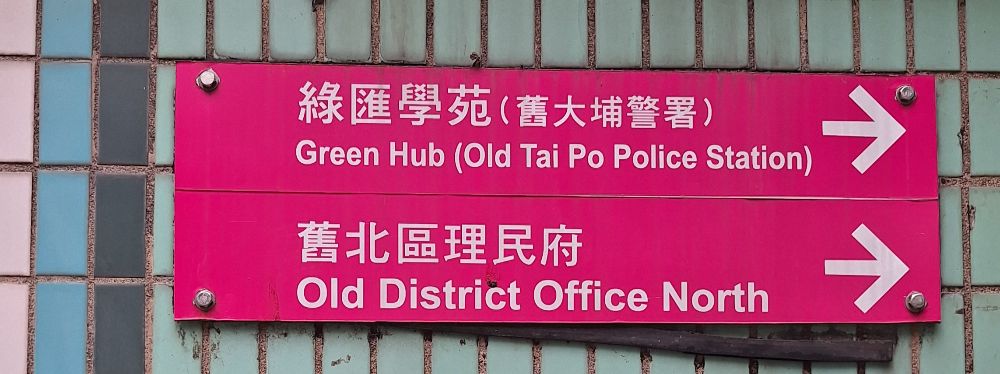 綠匯學苑(舊大埔警署)
Green Hub (Old Tai Po Police Station)
舊北區理民府
Old District Office North